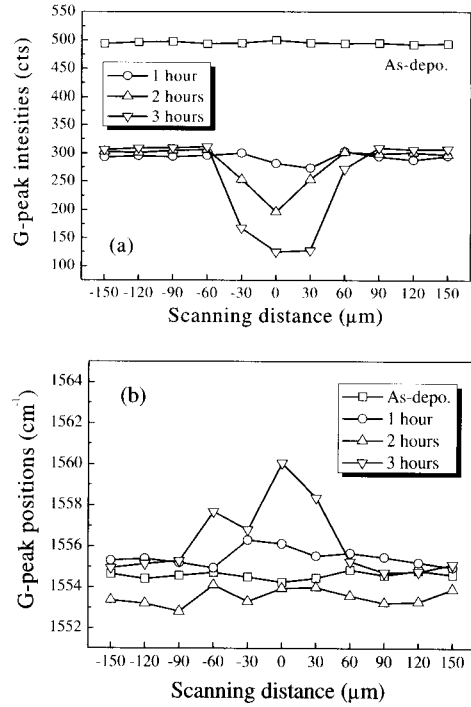 550
500
450
400
350
300
250
200
150
100
G-peak intesities (cts)
As-depo.
1 hour
2 hours
3 hours
(a)
-150 -120 -90 -60 -30 0 30 60 90 120 150
Scanning distance (µm)
1564
1562
1560
1558
1556
1554
1552
G-peak positions (cm⁻¹)
(b)
As-depo.
1 hour
2 hours
3 hours
-150 -120 -90 -60 -30 0 30 60 90 120 150
Scanning distance (µm)